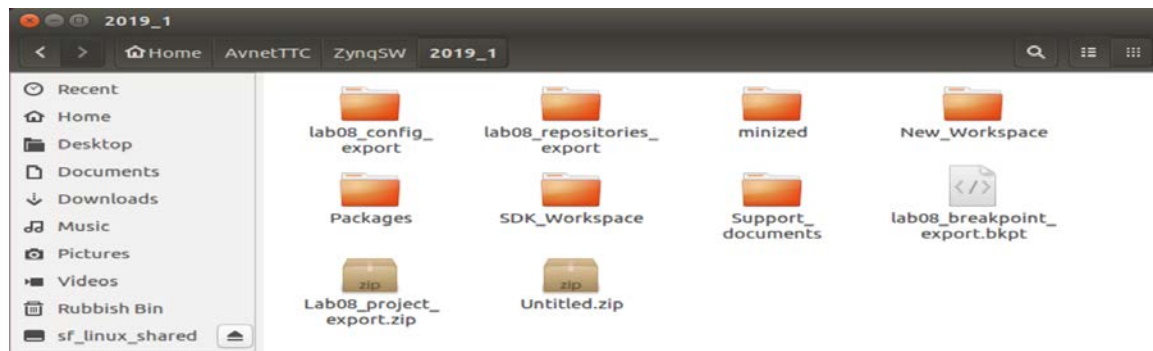 2019_1
Home AvnetTTC ZynqSW 2019_1
Recent
Home
Desktop
Documents
Downloads
Music
Pictures
Videos
Rubbish Bin
sf_linux_shared
lab08_config_
export
lab08_repositories_
export
minized
New_Workspace
Packages
SDK_Workspace
Support_
documents
</>
lab08_breakpoint_
export.bkpt
zip
Lab08_project_
export.zip
zip
Untitled.zip